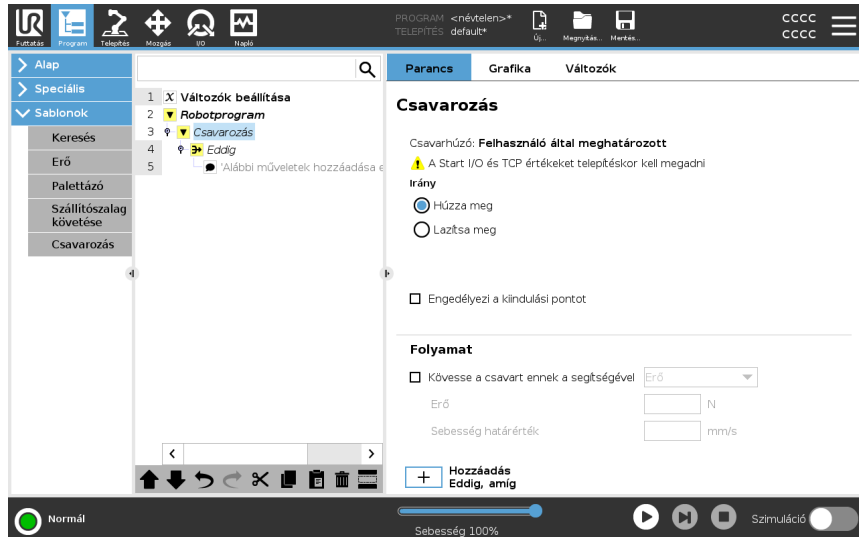 PROGRAM <névtelen>*
TELEPÍTÉS default*
Futtatás Program Telepítés Mozgás I/O Napló Új... Megnyitás... Mentés...
CCCC
CCCC
Alap
Speciális
Sablonok
Keresés
Erő
Palettázó
Szállítószalag
követése
Csavarozás
1 X Változók beállítása
2 Robotprogram
3 Csavarozás
4 Eddig
5 'Alábbi műveletek hozzáadása e
Parancs Grafika Változók
Csavarozás
Csavarhúzó: Felhasználó által meghatározott
A Start I/O és TCP értékeket telepítéskor kell megadni
Irány
Húzza meg
Lazítsa meg
Engedélyezi a kiindulási pontot
Folyamat
Kövesse a csavart ennek a segítségével Erő
Erő N
Sebesség határérték mm/s
Hozzáadás
Eddig, amíg
Normál
Sebesség 100%
Szimuláció